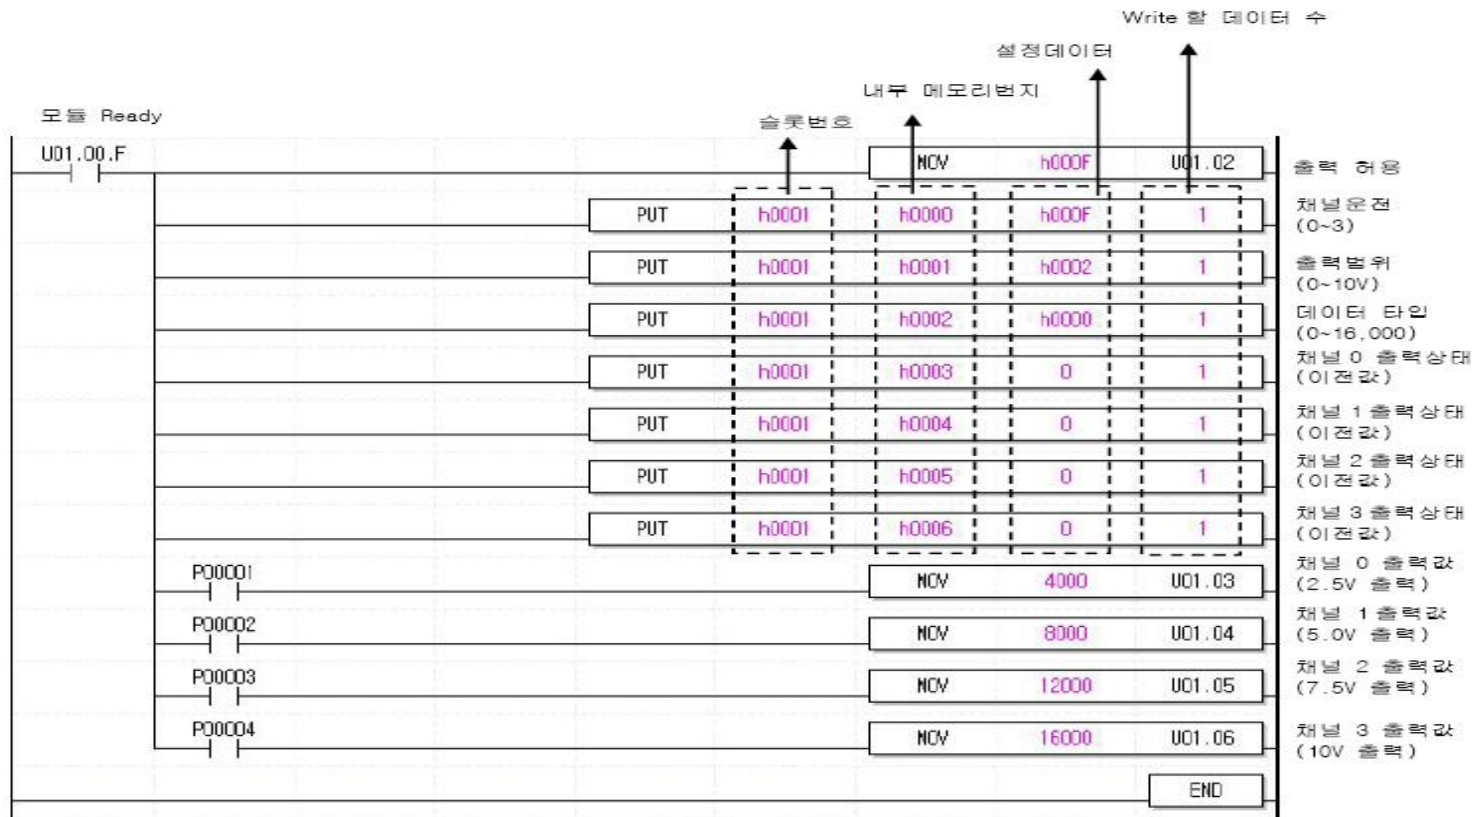 Write 할 데이터 수
설정데이터
내부 메모리번지
슬롯번호
모듈 Ready
U01.00.F
MOV h000F U01.02
출력 허용
PUT h0001 h0000 h000F 1
채널운전
(0~3)
PUT h0001 h0001 h0002 1
출력범위
(0~10V)
PUT h0001 h0002 h0000 1
데이터 타입
(0~16,000)
PUT h0001 h0003 0 1
채널 0 출력상태
(이전값)
PUT h0001 h0004 0 1
채널 1 출력상태
(이전값)
PUT h0001 h0005 0 1
채널 2 출력상태
(이전값)
PUT h0001 h0006 0 1
채널 3 출력상태
(이전값)
P00001
MOV 4000 U01.03
채널 0 출력값
(2.5V 출력)
P00002
MOV 8000 U01.04
채널 1 출력값
(5.0V 출력)
P00003
MOV 12000 U01.05
채널 2 출력값
(7.5V 출력)
P00004
MOV 16000 U01.06
채널 3 출력값
(10V 출력)
END